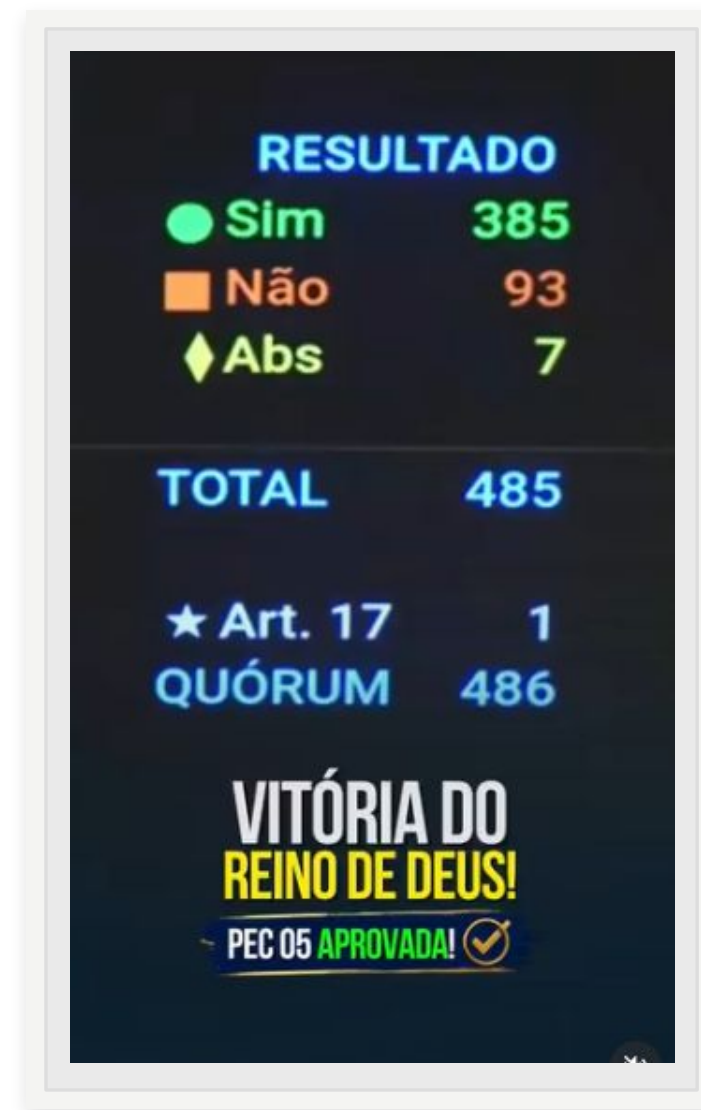 RESULTADO
Sim 385
Não 93
Abs 7
TOTAL 485
Art. 17 1
QUÓRUM 486
VITÓRIA DO
REINO DE DEUS!
PEC 05 APROVADA!